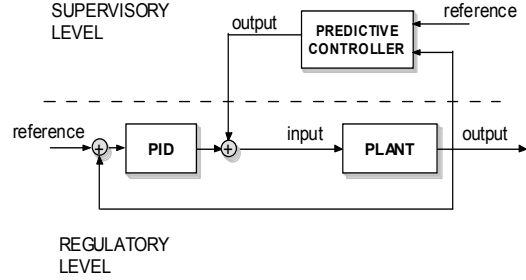 SUPERVISORY
LEVEL
output
PREDICTIVE
CONTROLLER
reference
reference
+
PID
+
input
PLANT
output
REGULATORY
LEVEL